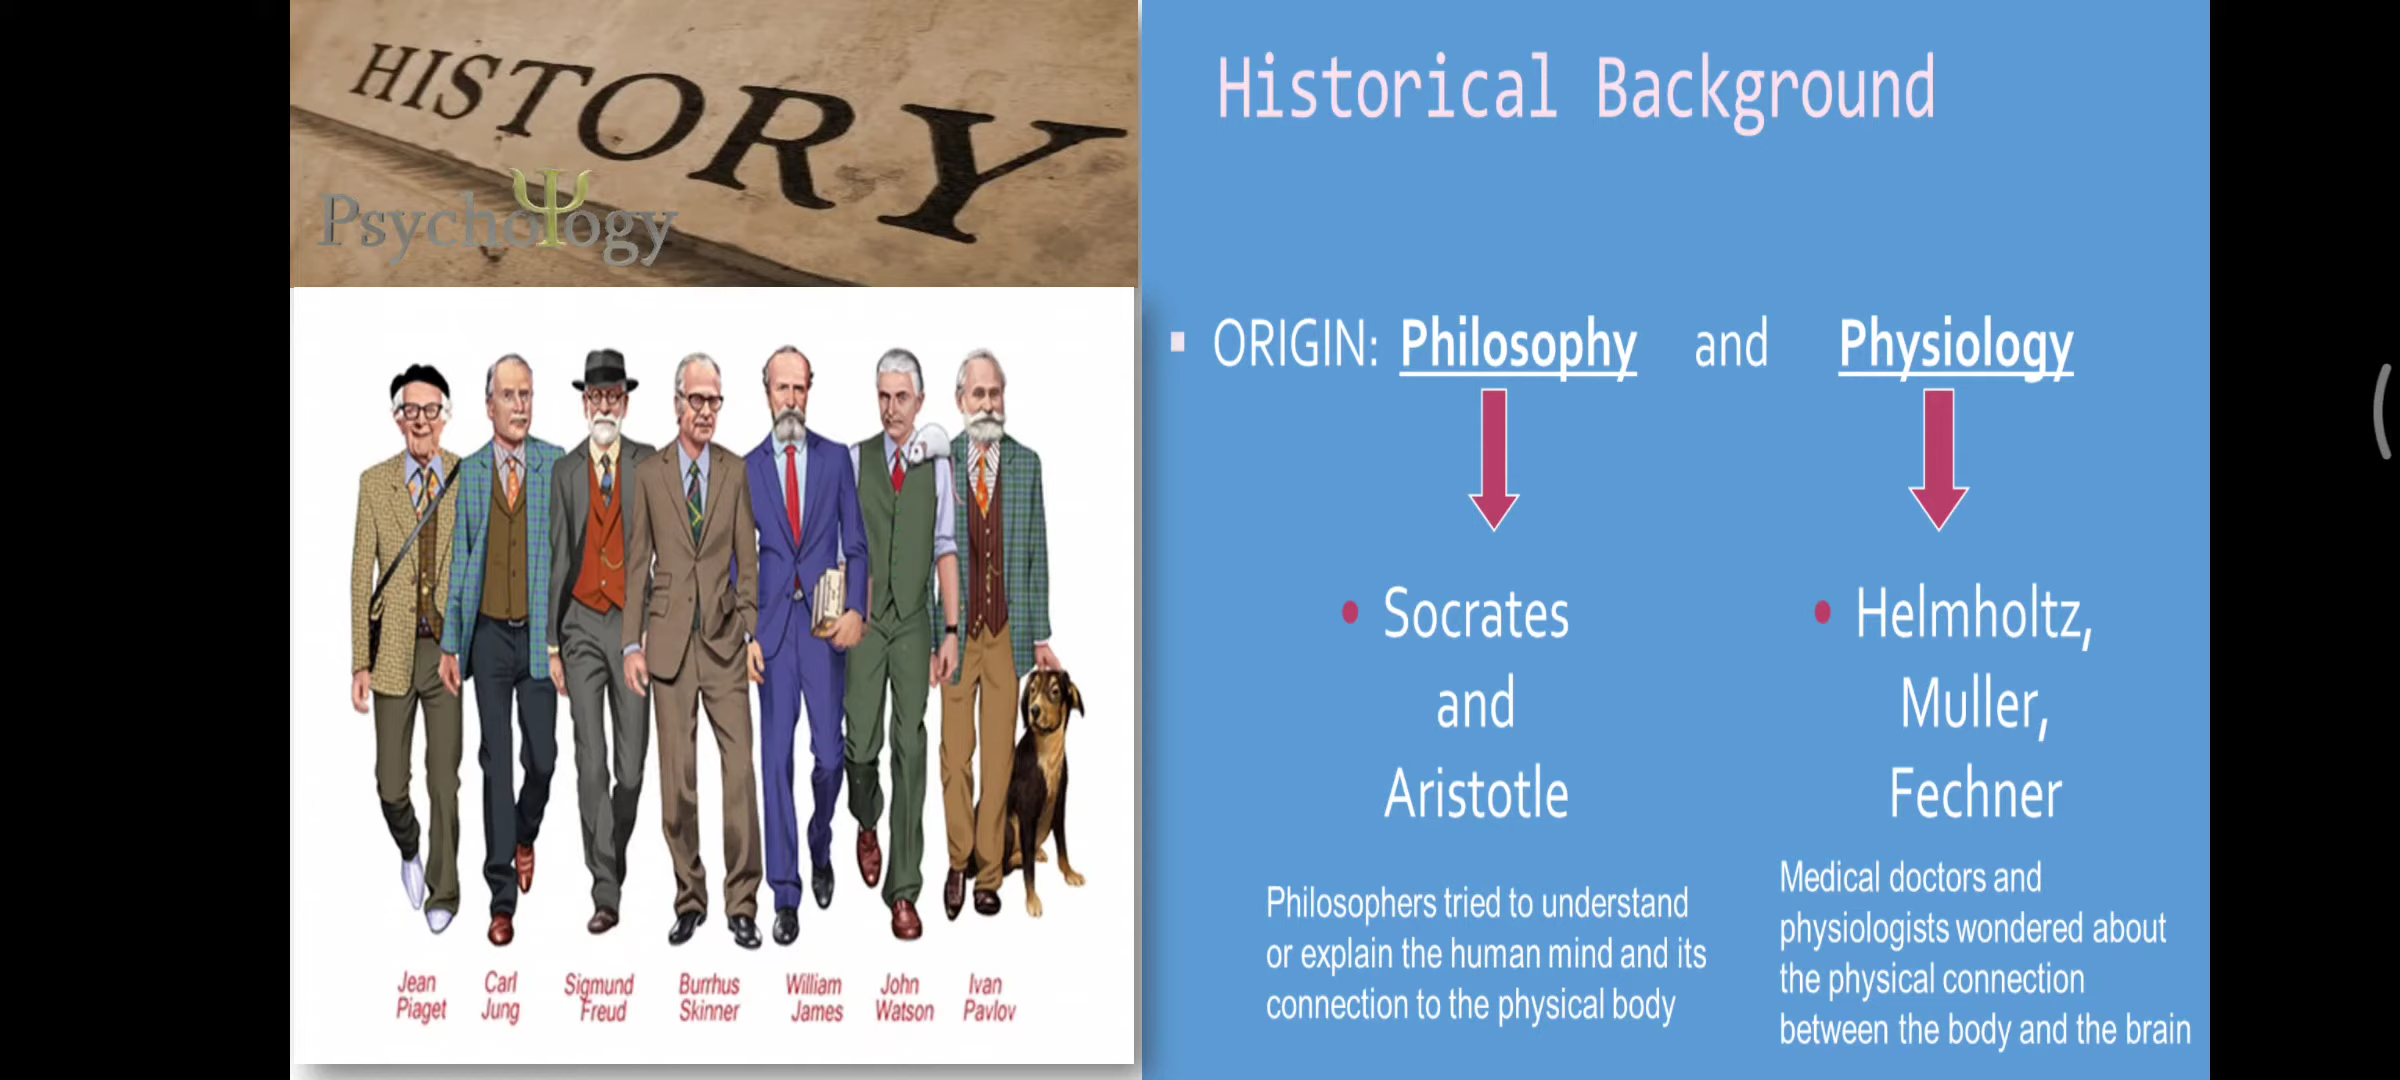 HISTORY
Psychology
Jean
Piaget
Carl
Jung
Sigmund
Freud
Burrhus
Skinner
William
James
John
Watson
Ivan
Pavlov
Historical Background
▪ ORIGIN: Philosophy and Physiology
• Socrates
and
Aristotle
Philosophers tried to understand
or explain the human mind and its
connection to the physical body
• Helmholtz,
Muller,
Fechner
Medical doctors and
physiologists wondered about
the physical connection
between the body and the brain